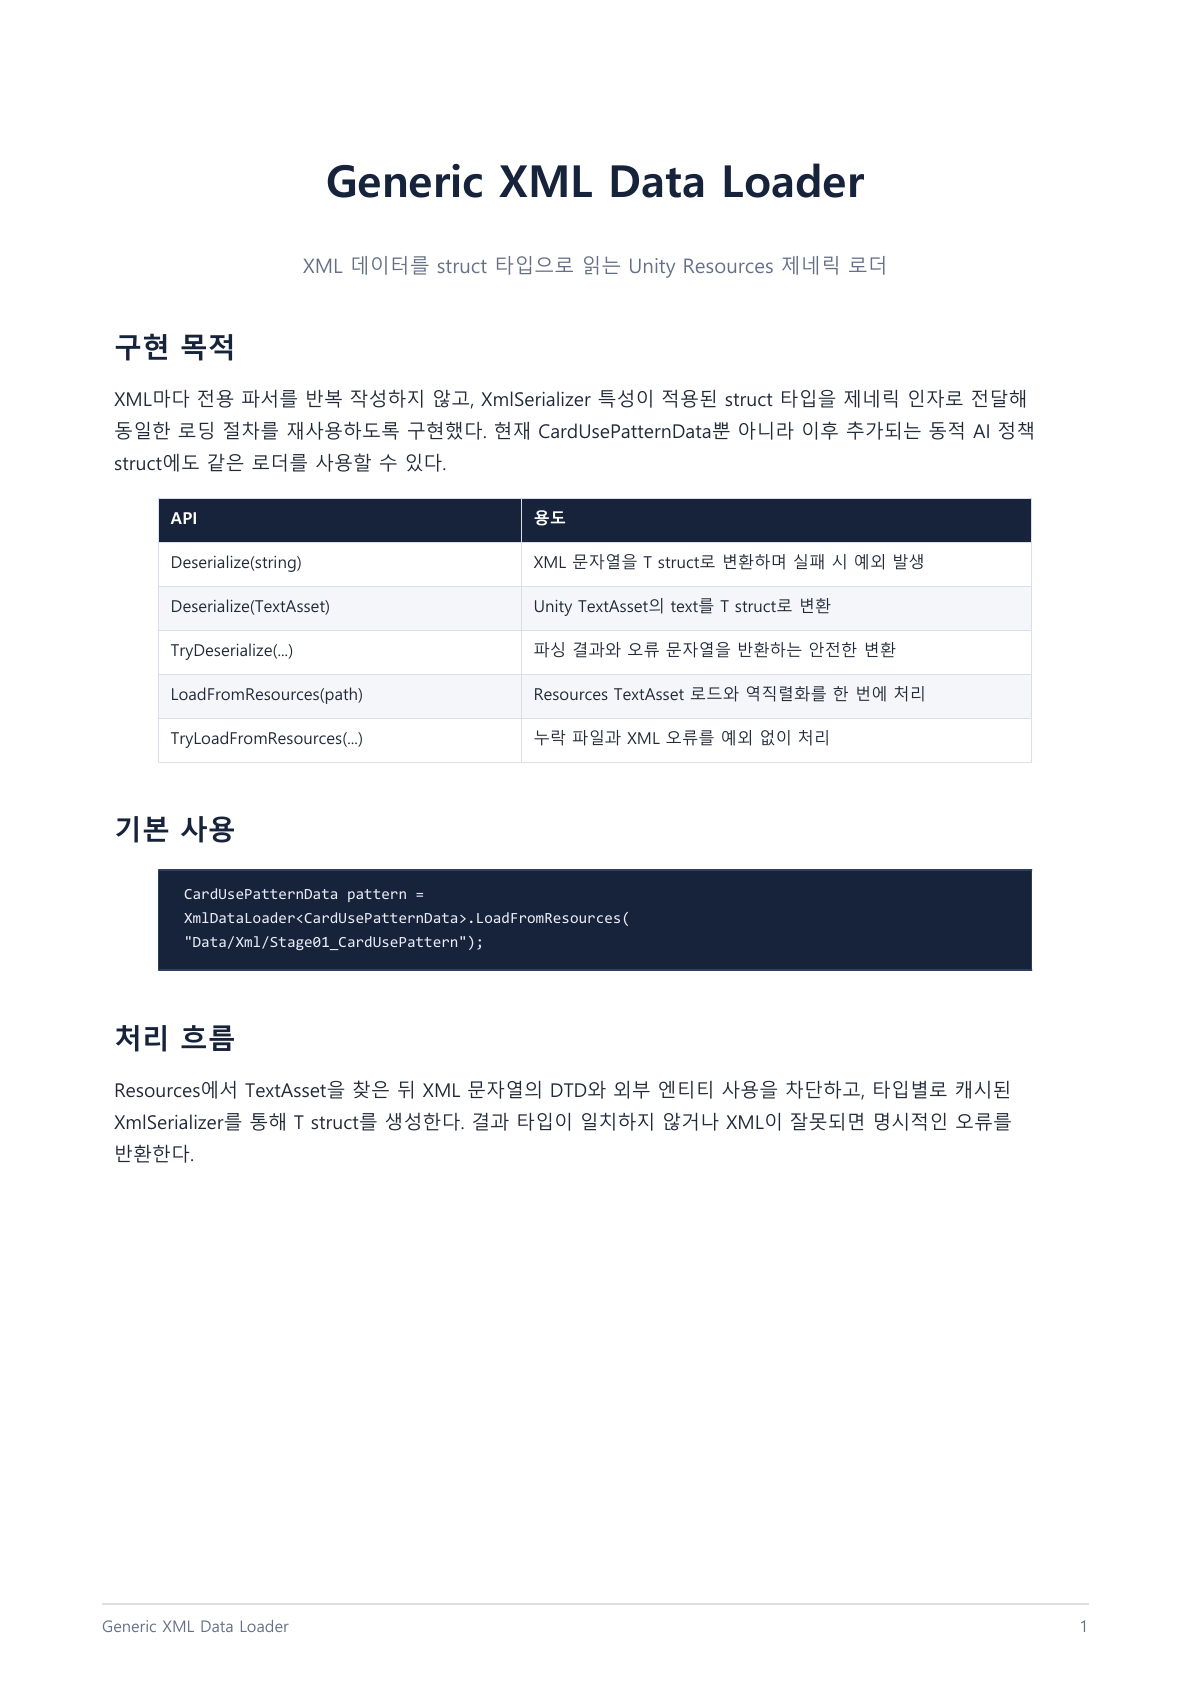 Generic XML Data Loader
XML 데이터를 struct 타입으로 읽는 Unity Resources 제네릭 로더
구현 목적
XML마다 전용 파서를 반복 작성하지 않고, XmlSerializer 특성이 적용된 struct 타입을 제네릭 인자로 전달해
동일한 로딩 절차를 재사용하도록 구현했다. 현재 CardUsePatternData뿐 아니라 이후 추가되는 동적 AI 정책
struct에도 같은 로더를 사용할 수 있다.
API 용도
Deserialize(string) XML 문자열을 T struct로 변환하며 실패 시 예외 발생
Deserialize(TextAsset) Unity TextAsset의 text를 T struct로 변환
TryDeserialize(...) 파싱 결과와 오류 문자열을 반환하는 안전한 변환
LoadFromResources(path) Resources TextAsset 로드와 역직렬화를 한 번에 처리
TryLoadFromResources(...) 누락 파일과 XML 오류를 예외 없이 처리
기본 사용
CardUsePatternData pattern =
XmlDataLoader<CardUsePatternData>.LoadFromResources(
"Data/Xml/Stage01_CardUsePattern");
처리 흐름
Resources에서 TextAsset을 찾은 뒤 XML 문자열의 DTD와 외부 엔티티 사용을 차단하고, 타입별로 캐시된
XmlSerializer를 통해 T struct를 생성한다. 결과 타입이 일치하지 않거나 XML이 잘못되면 명시적인 오류를
반환한다.
Generic XML Data Loader 1